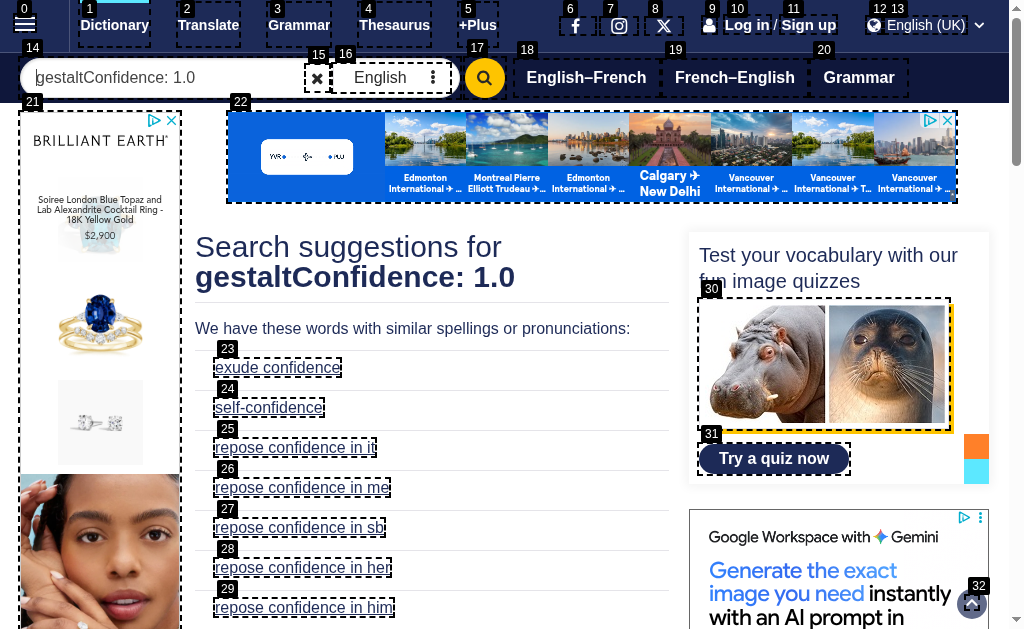 0 1 2 3 4 5 6 7 8 9 10 11 12 13
Dictionary Translate Grammar Thesaurus +Plus Log in / Sign up English (UK)
14 15 16 17 18 19 20
gestaltConfidence: 1.0 English English–French French–English Grammar
21 22
BRILLIANT EARTH
Soiree London Blue Topaz and
Lab Alexandrite Cocktail Ring -
18K Yellow Gold
$2,900
YVR
Edmonton
International ✈ ...
Montreal Pierre
Elliott Trudeau ✈...
Edmonton
International ✈ ...
Calgary ✈
New Delhi
Vancouver
International ✈ ...
Vancouver
International ✈ T...
Vancouver
International ✈ ...
Search suggestions for
gestaltConfidence: 1.0
We have these words with similar spellings or pronunciations:
23
exude confidence
24
self-confidence
25
repose confidence in it
26
repose confidence in me
27
repose confidence in sb
28
repose confidence in her
29
repose confidence in him
Test your vocabulary with our
fun image quizzes
30
31
Try a quiz now
Google Workspace with Gemini
Generate the exact
image you need instantly
with an AI prompt in
32